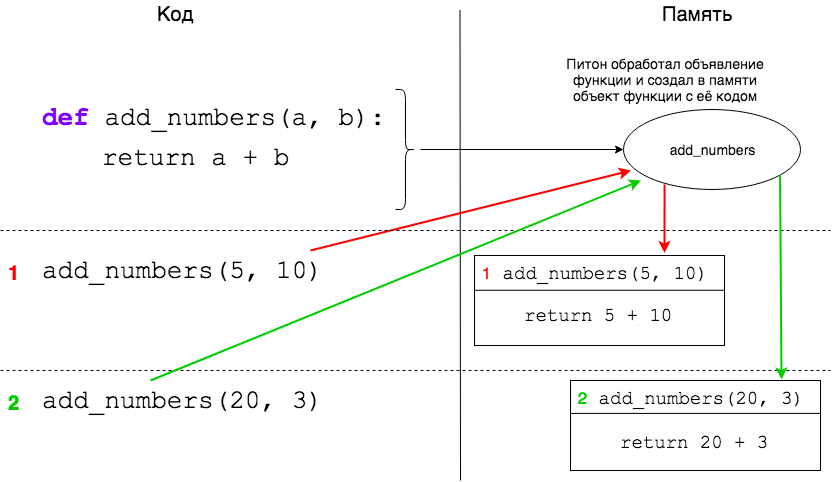 Код
Память
Питон обработал объявление
функции и создал в памяти
объект функции с её кодом
def add_numbers(a, b):
return a + b
add_numbers
1 add_numbers(5, 10)
1 add_numbers(5, 10)
return 5 + 10
2 add_numbers(20, 3)
2 add_numbers(20, 3)
return 20 + 3